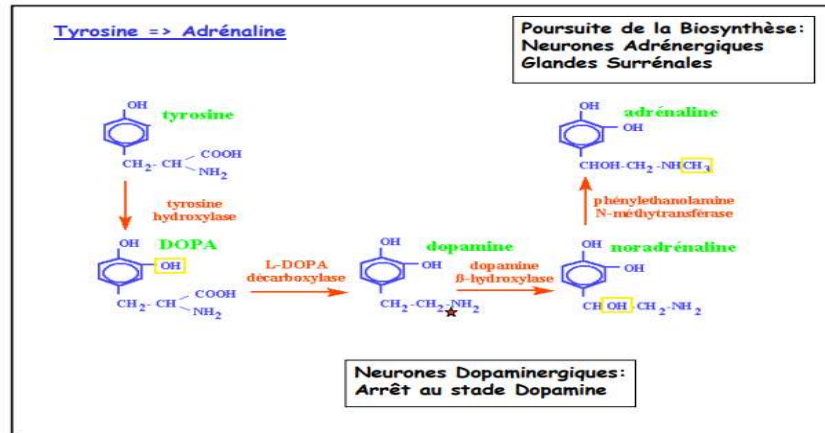 Tyrosine => Adrénaline
Poursuite de la Biosynthèse:
Neurones Adrénergiques
Glandes Surrénales
OH
tyrosine
CH2- CH
COOH
NH2
tyrosine
hydroxylase
OH
DOPA
OH
CH2- CH
COOH
NH2
L-DOPA
décarboxylase
OH
dopamine
OH
CH2-CH2-NH2
dopamine
ß-hydroxylase
OH
noradrénaline
OH
CH OH -CH2-NH2
phénylethanolamine
N-méthytransférase
OH
adrénaline
OH
CHOH-CH2-NHCH3
Neurones Dopaminergiques:
Arrêt au stade Dopamine